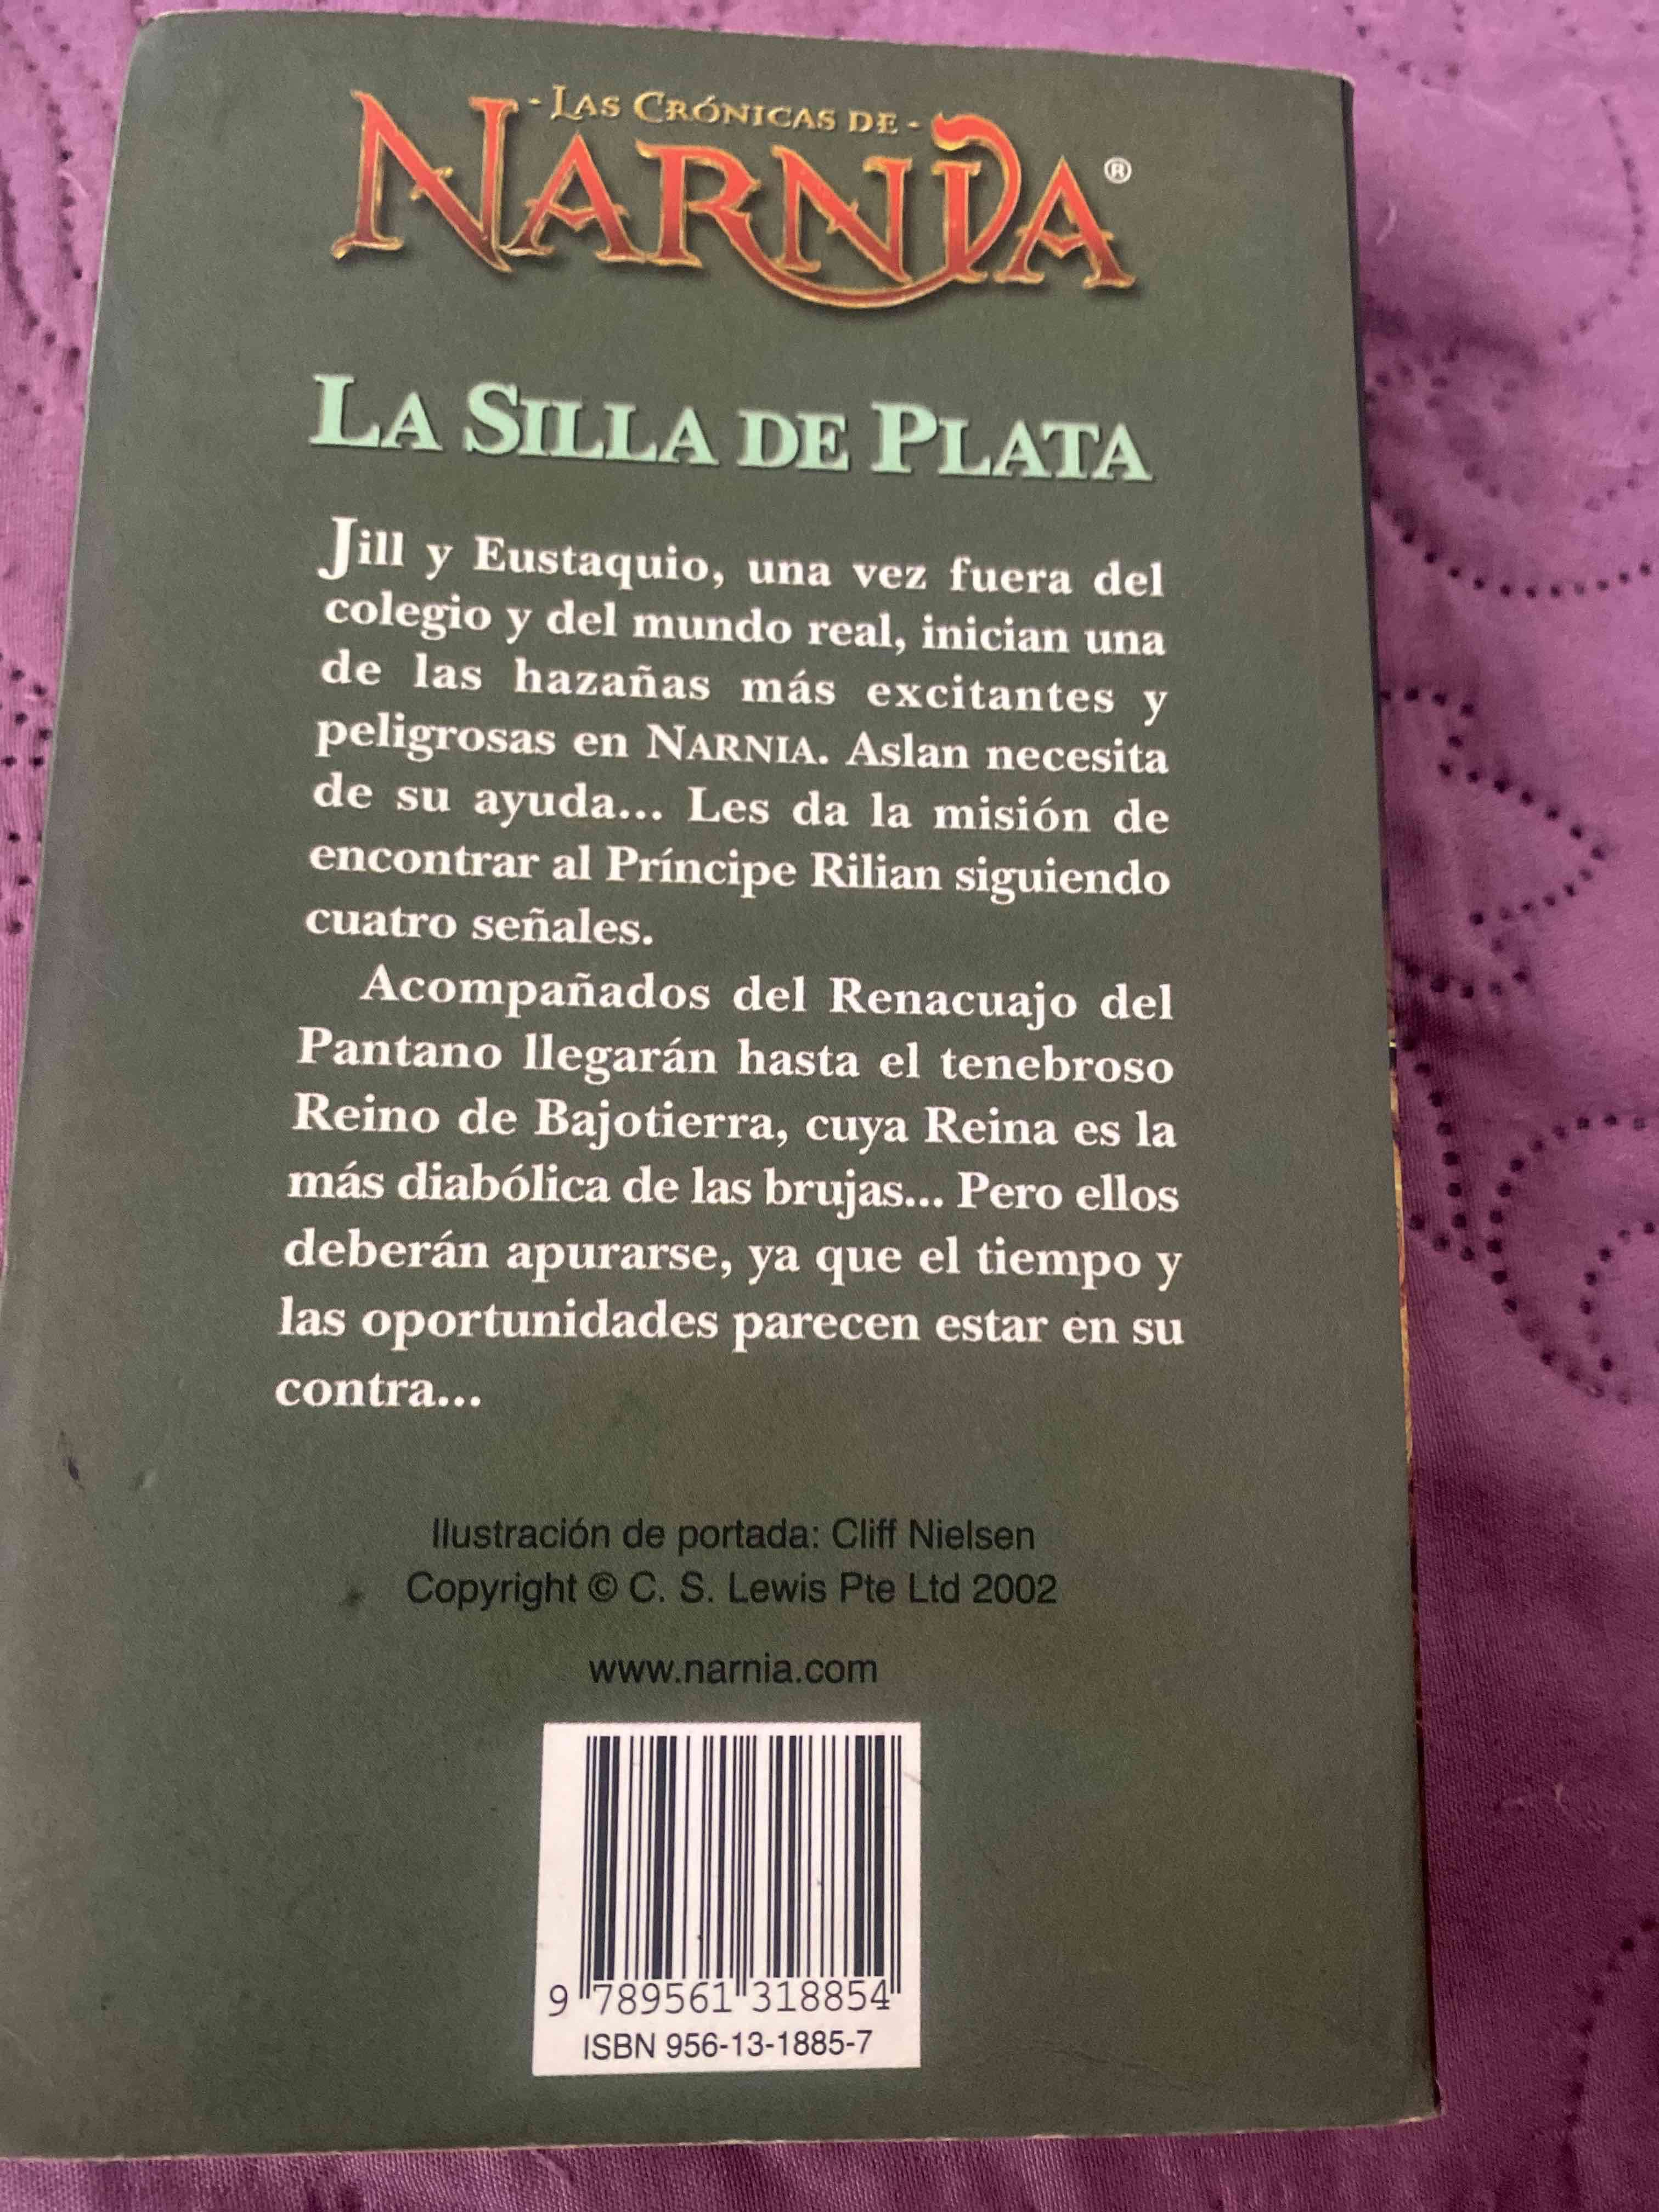 - LAS CRÓNICAS DE -
NARNIA®
LA SILLA DE PLATA
Jill y Eustaquio, una vez fuera del
colegio y del mundo real, inician una
de las hazañas más excitantes y
peligrosas en NARNIA. Aslan necesita
de su ayuda... Les da la misión de
encontrar al Príncipe Rilian siguiendo
cuatro señales.
Acompañados del Renacuajo del
Pantano llegarán hasta el tenebroso
Reino de Bajotierra, cuya Reina es la
más diabólica de las brujas... Pero ellos
deberán apurarse, ya que el tiempo y
las oportunidades parecen estar en su
contra...
Ilustración de portada: Cliff Nielsen
Copyright © C. S. Lewis Pte Ltd 2002
www.narnia.com
9 789561 318854
ISBN 956-13-1885-7